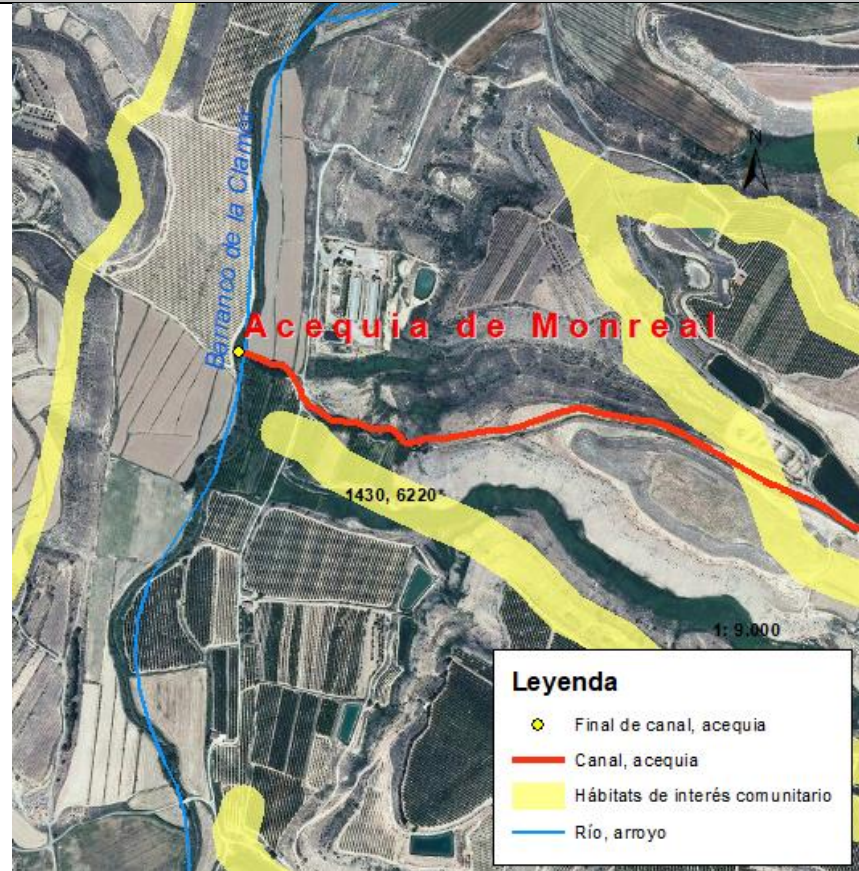 N
Barranco de la Clamor
Acequia de Monreal
1430, 6220*
1: 9.000
Leyenda
Final de canal, acequia
Canal, acequia
Hábitats de interés comunitario
Río, arroyo